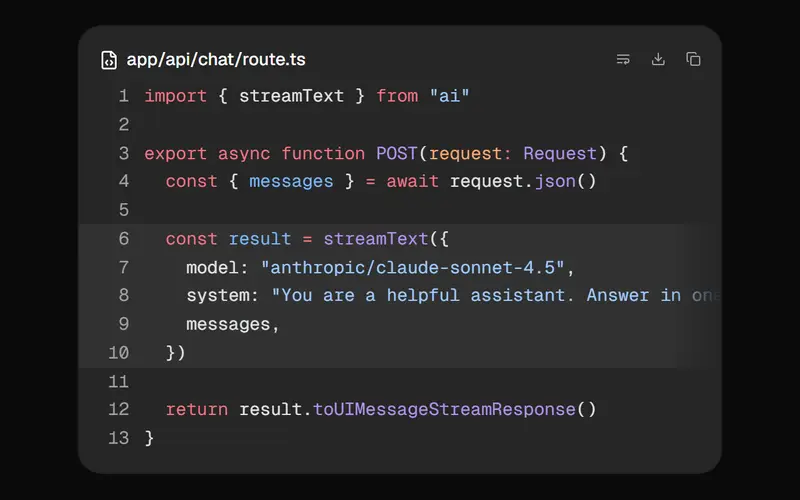 app/api/chat/route.ts
1 import { streamText } from "ai"
2
3 export async function POST(request: Request) {
4 const { messages } = await request.json()
5
6 const result = streamText({
7 model: "anthropic/claude-sonnet-4.5",
8 system: "You are a helpful assistant. Answer in one
9 messages,
10 })
11
12 return result.toUIMessageStreamResponse()
13 }